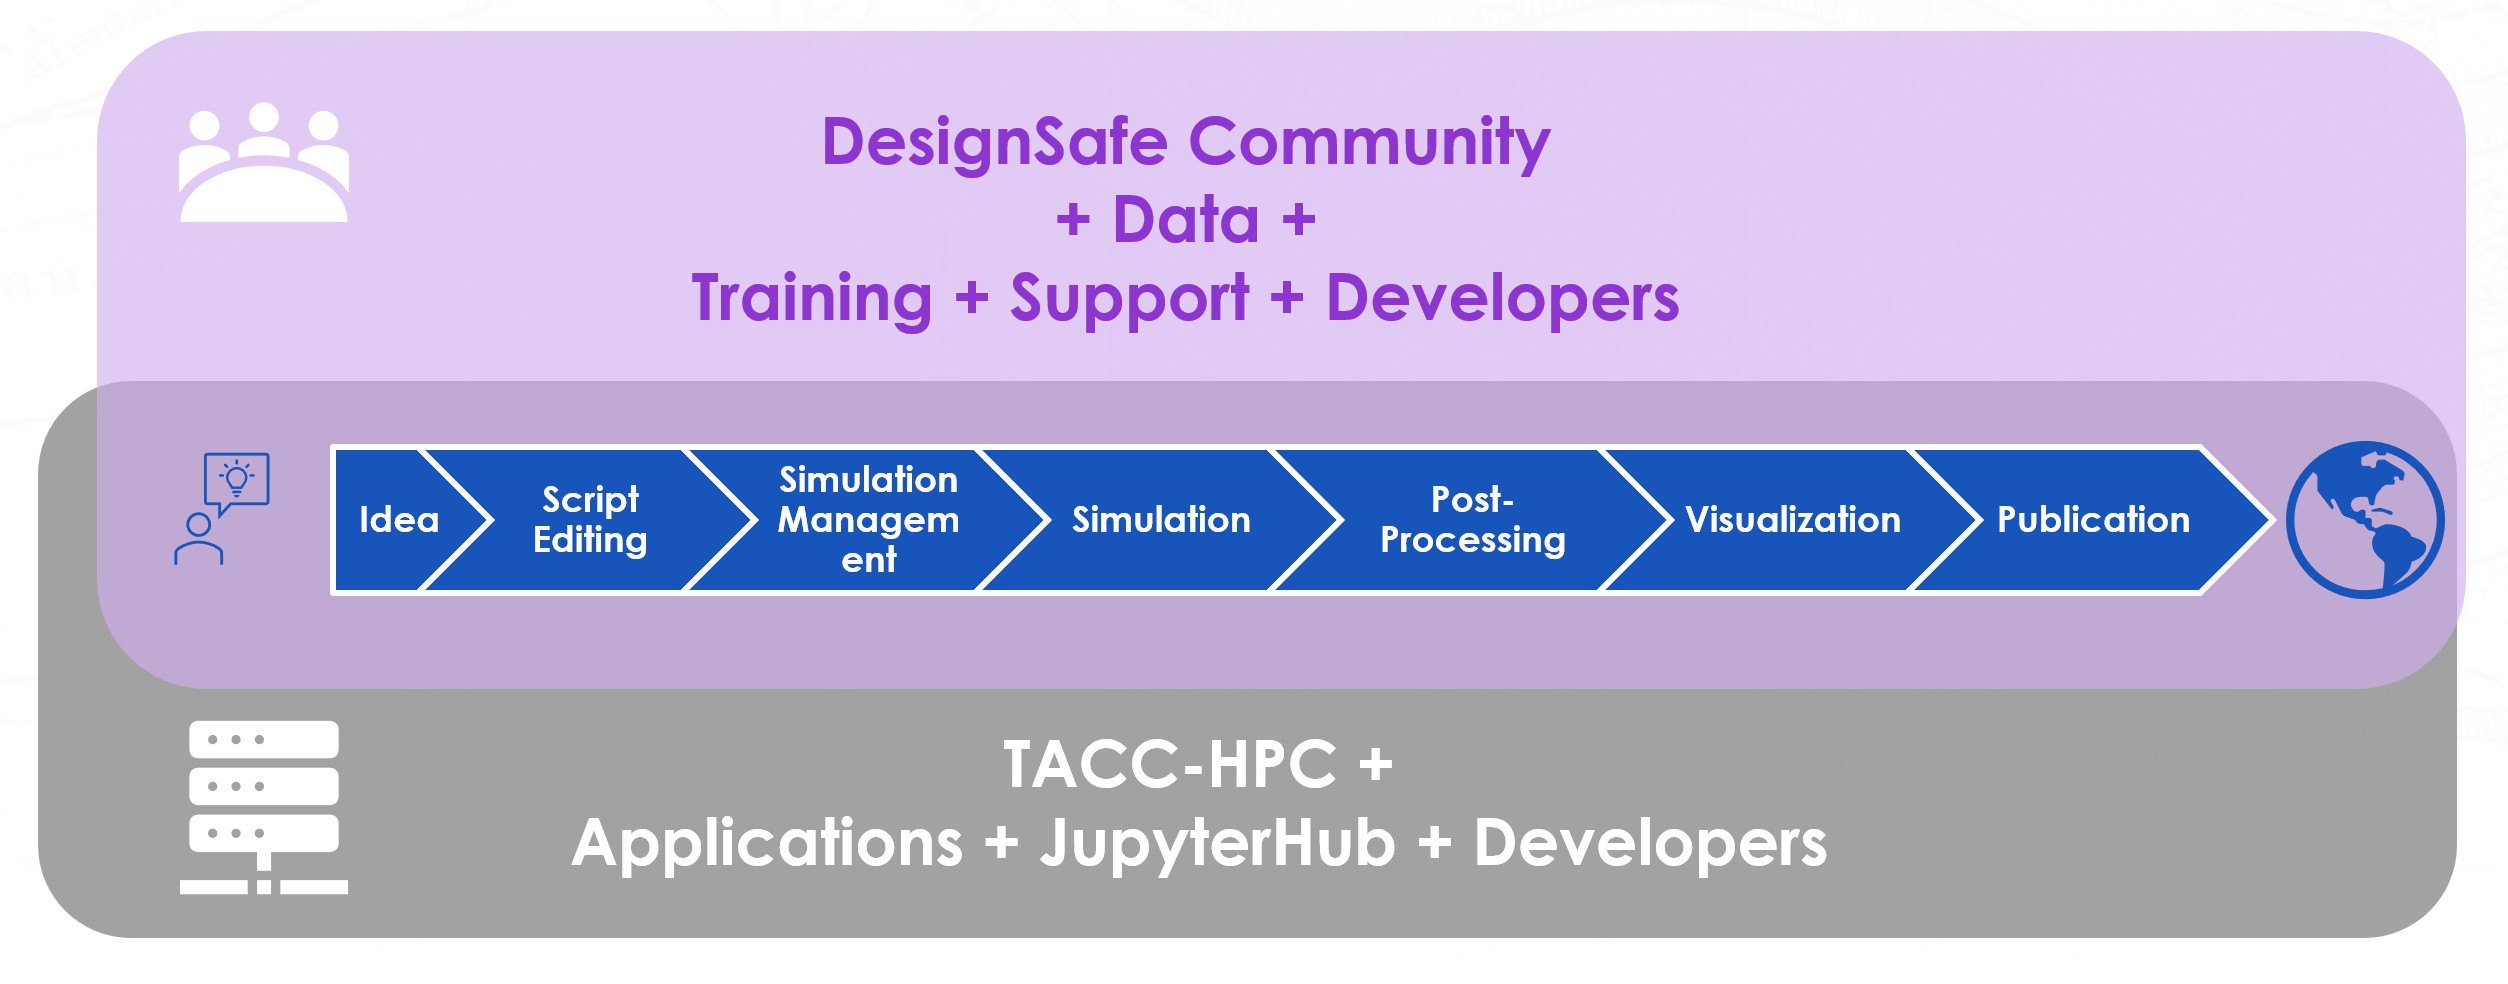 DesignSafe Community
+ Data +
Training + Support + Developers
Idea
Script
Editing
Simulation
Managem
ent
Simulation
Post-
Processing
Visualization
Publication
TACC-HPC +
Applications + JupyterHub + Developers